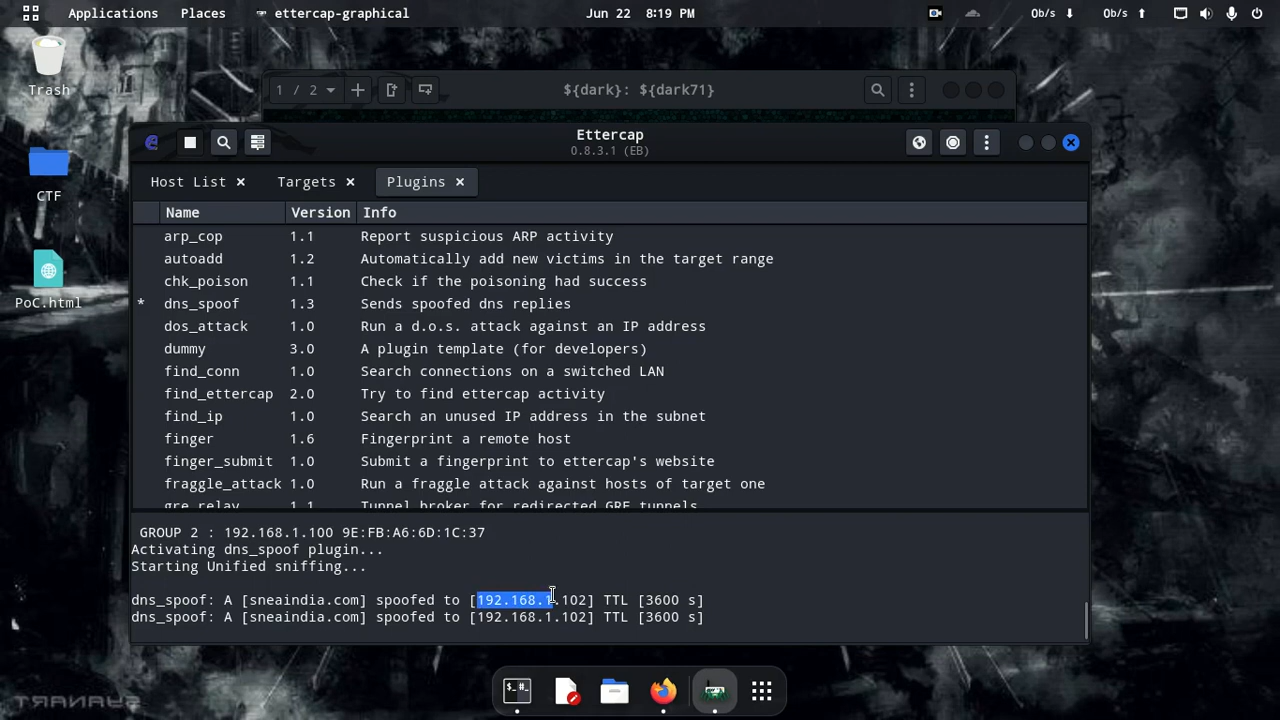 Applications Places ettercap-graphical Jun 22 8:19 PM 0b/s 0b/s
Trash
1 / 2 ${dark}: ${dark71}
Ettercap
0.8.3.1 (EB)
Host List Targets Plugins
CTF
Name Version Info
arp_cop 1.1 Report suspicious ARP activity
autoadd 1.2 Automatically add new victims in the target range
chk_poison 1.1 Check if the poisoning had success
PoC.html
* dns_spoof 1.3 Sends spoofed dns replies
dos_attack 1.0 Run a d.o.s. attack against an IP address
dummy 3.0 A plugin template (for developers)
find_conn 1.0 Search connections on a switched LAN
find_ettercap 2.0 Try to find ettercap activity
find_ip 1.0 Search an unused IP address in the subnet
finger 1.6 Fingerprint a remote host
finger_submit 1.0 Submit a fingerprint to ettercap's website
fraggle_attack 1.0 Run a fraggle attack against hosts of target one
gre_relay 1.1 Tunnel broker for redirected GRE tunnels
GROUP 2 : 192.168.1.100 9E:FB:A6:6D:1C:37
Activating dns_spoof plugin...
Starting Unified sniffing...
dns_spoof: A [sneaindia.com] spoofed to [192.168.1.102] TTL [3600 s]
dns_spoof: A [sneaindia.com] spoofed to [192.168.1.102] TTL [3600 s]